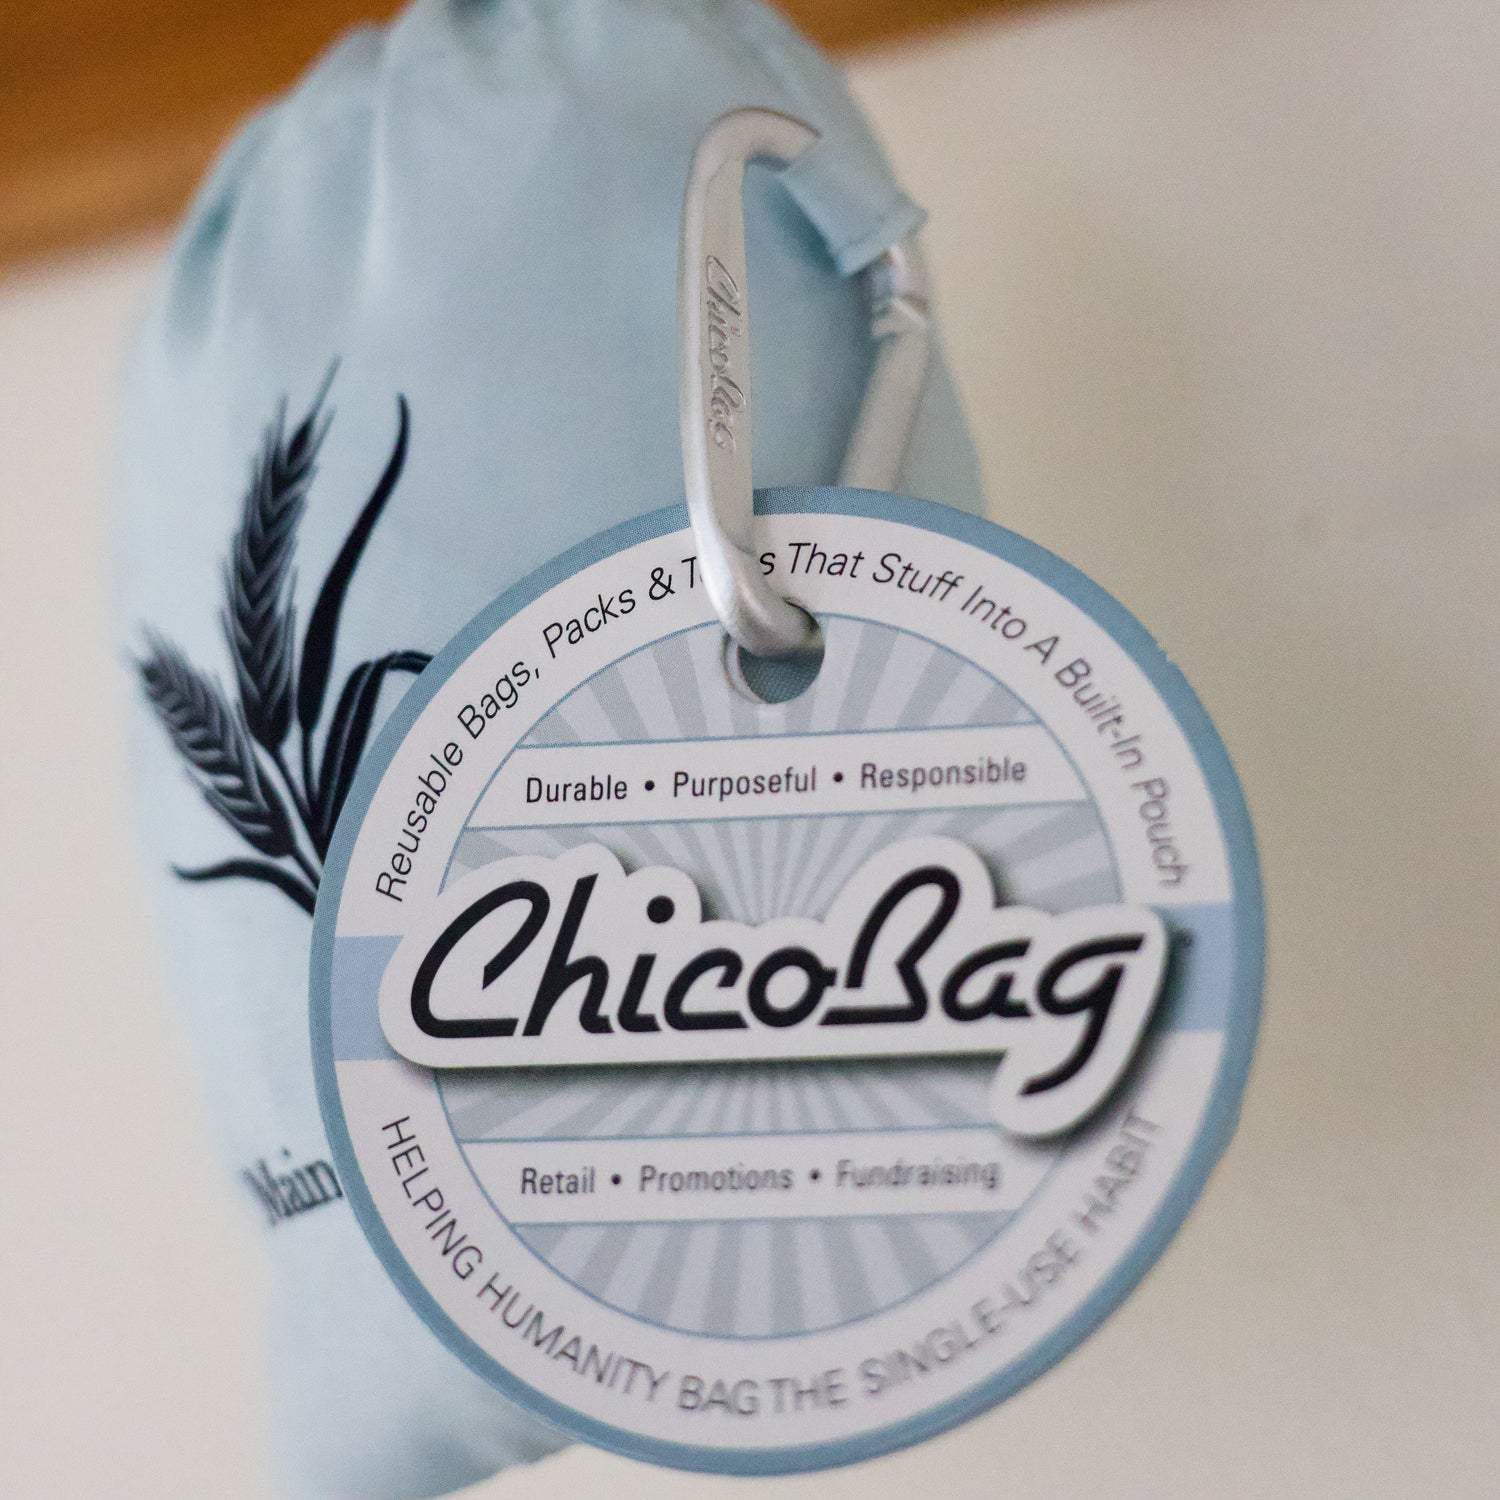 ChicoBag
Reusable Bags, Packs & s That Stuff Into A Built-In Pouch
Durable • Purposeful • Responsible
ChicoBag
Retail • Promotions • Fundraising
HELPING HUMANITY BAG THE SINGLE-USE HABIT
Main